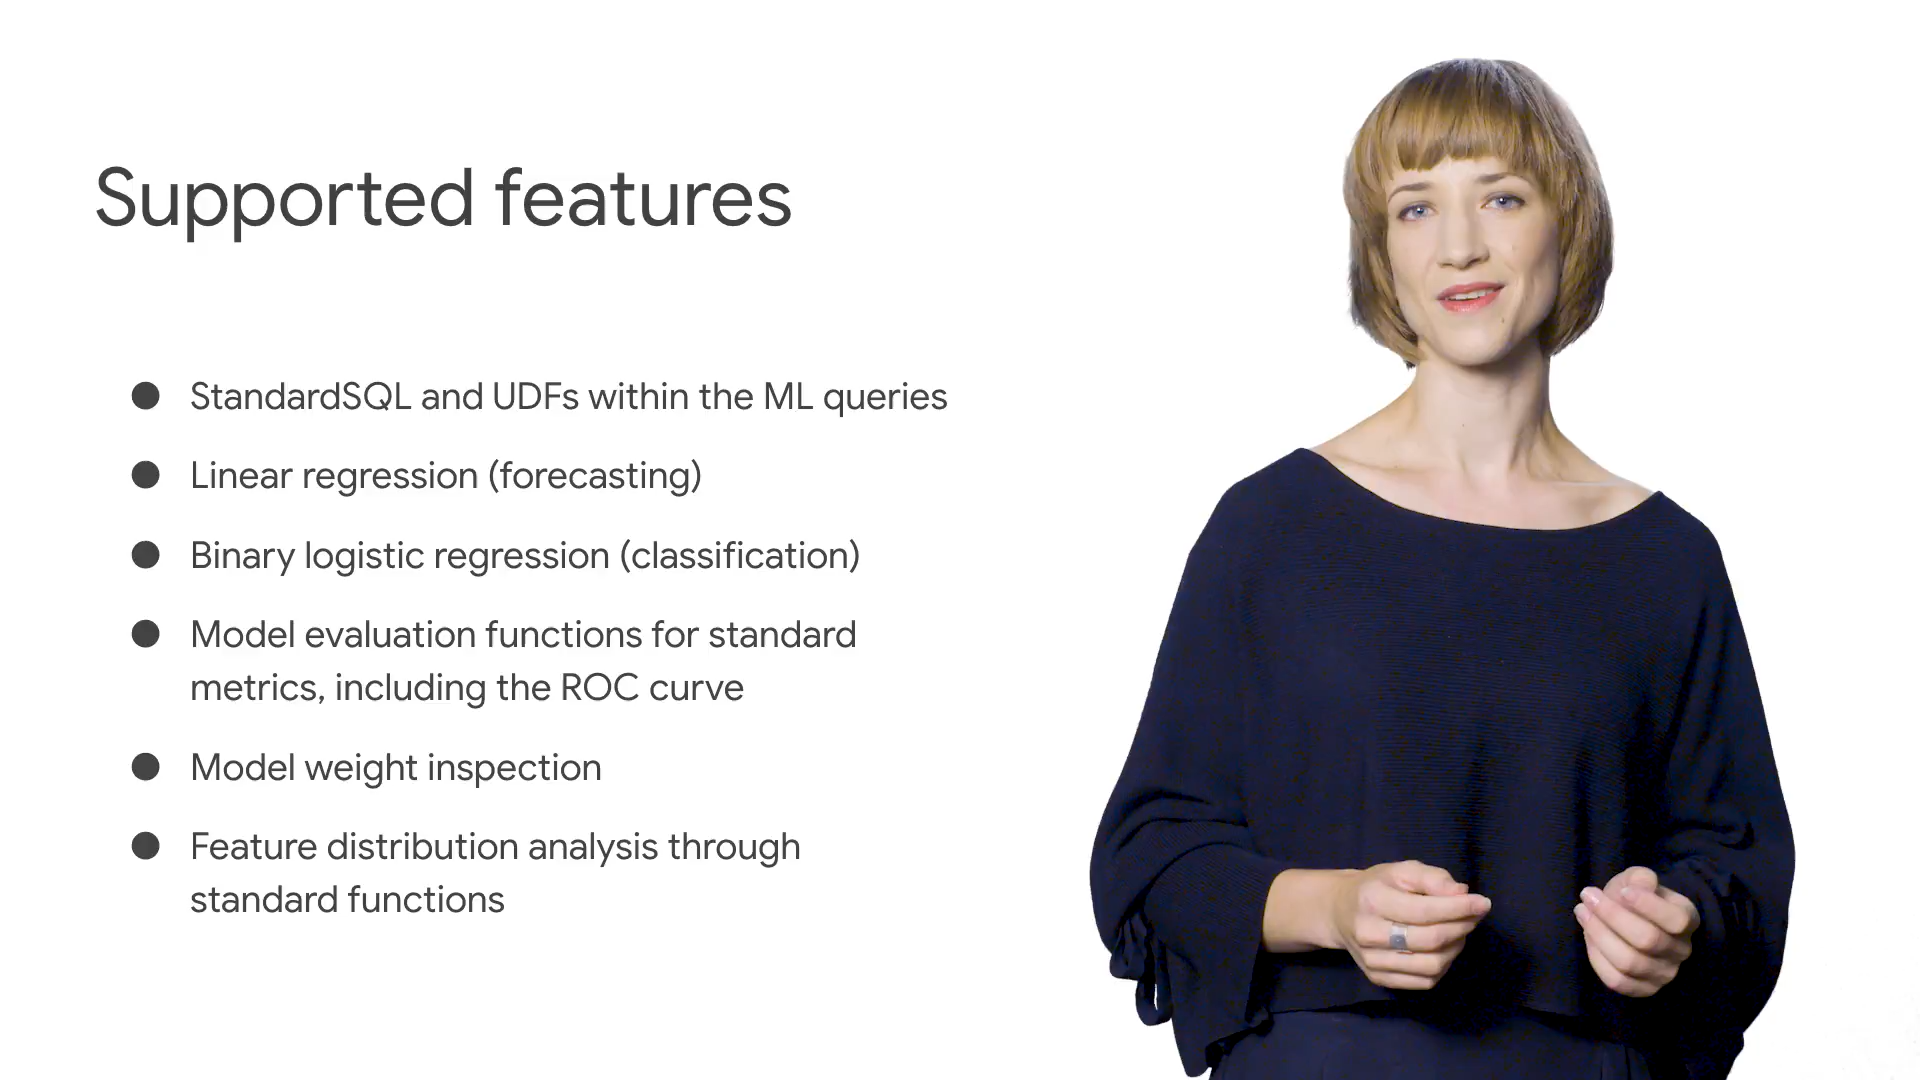 Supported features
● StandardSQL and UDFs within the ML queries
● Linear regression (forecasting)
● Binary logistic regression (classification)
● Model evaluation functions for standard
metrics, including the ROC curve
● Model weight inspection
● Feature distribution analysis through
standard functions